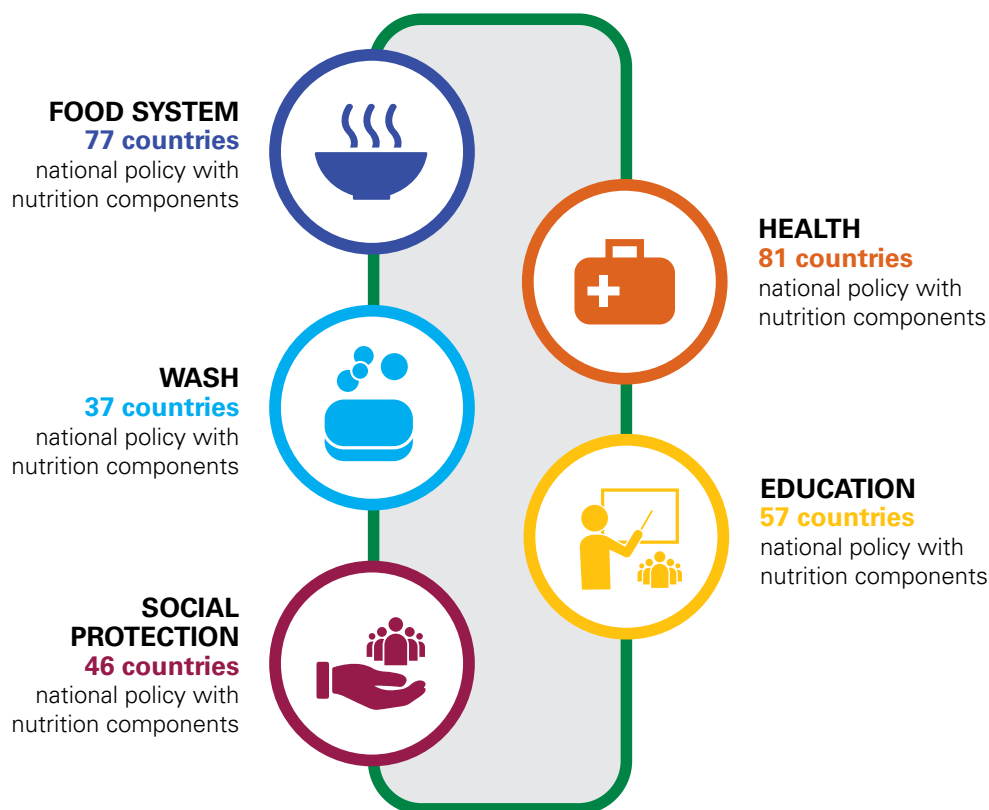 FOOD SYSTEM
77 countries
national policy with
nutrition components
HEALTH
81 countries
national policy with
nutrition components
WASH
37 countries
national policy with
nutrition components
EDUCATION
57 countries
national policy with
nutrition components
SOCIAL
PROTECTION
46 countries
national policy with
nutrition components